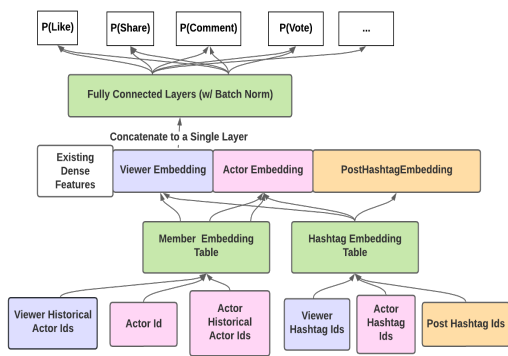 P(Like)
P(Share)
P(Comment)
P(Vote)
...
Fully Connected Layers (w/ Batch Norm)
Concatenate to a Single Layer
Existing
Dense
Features
Viewer Embedding
Actor Embedding
PostHashtagEmbedding
Member Embedding
Table
Hashtag Embedding
Table
Viewer Historical
Actor Ids
Actor Id
Actor
Historical
Actor Ids
Viewer
Hashtag Ids
Actor
Hashtag
Ids
Post Hashtag Ids